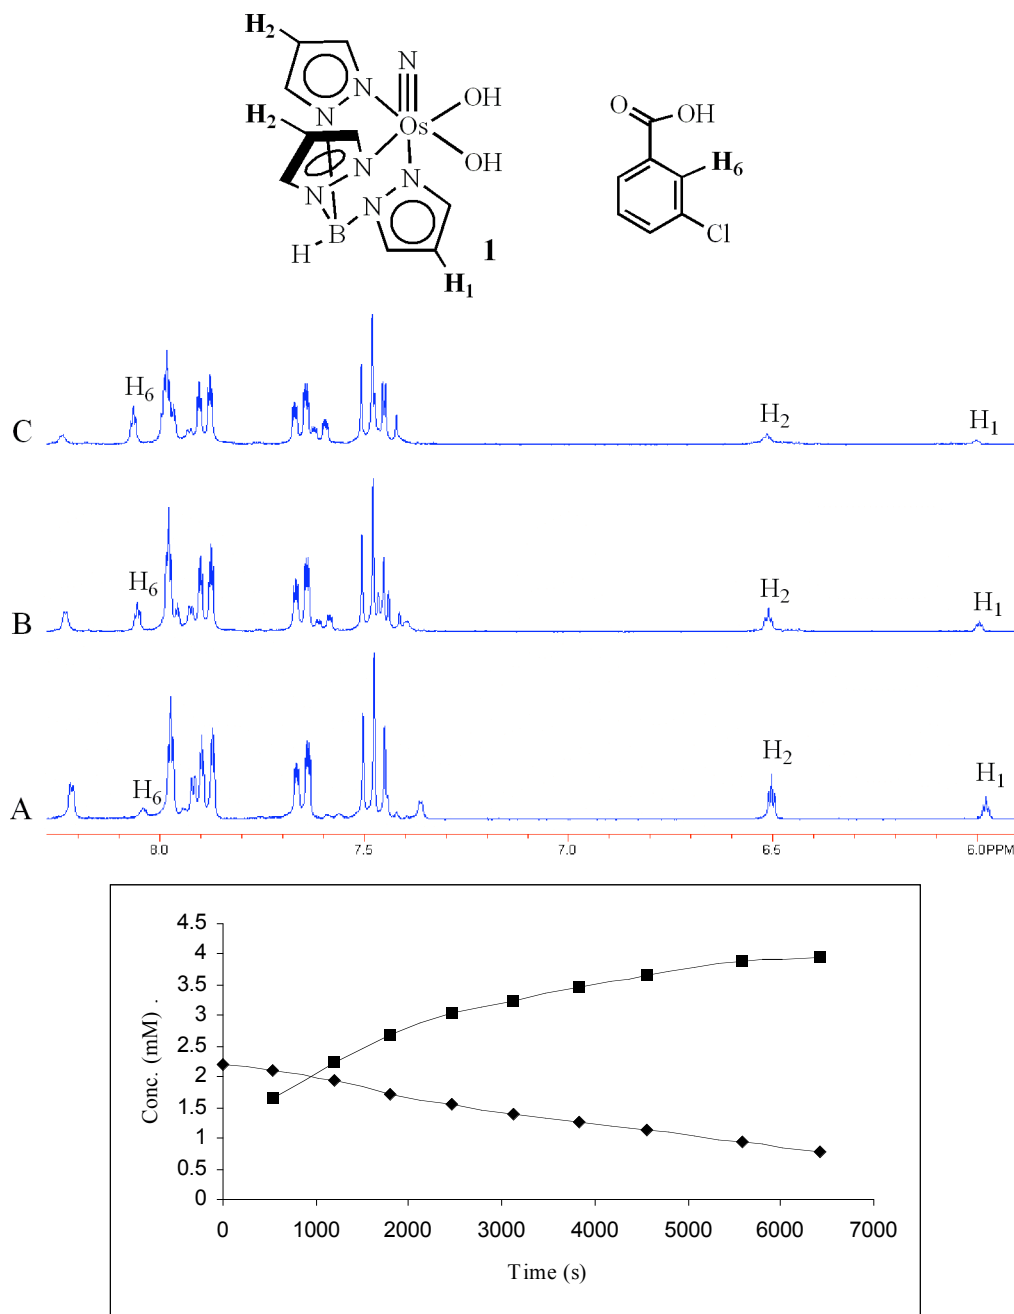 H2
N
N
OH
Os
N
H2
N
OH
N
N
N
B
H
1
H1
O
OH
H6
Cl
C
H6
H2
H1
B
H6
H2
H1
A
H6
H2
H1
8.0 7.5 7.0 6.5 6.0PPM
4.5
4
3.5
3
2.5
2
1.5
1
0.5
0
Conc. (mM) .
0 1000 2000 3000 4000 5000 6000 7000
Time (s)